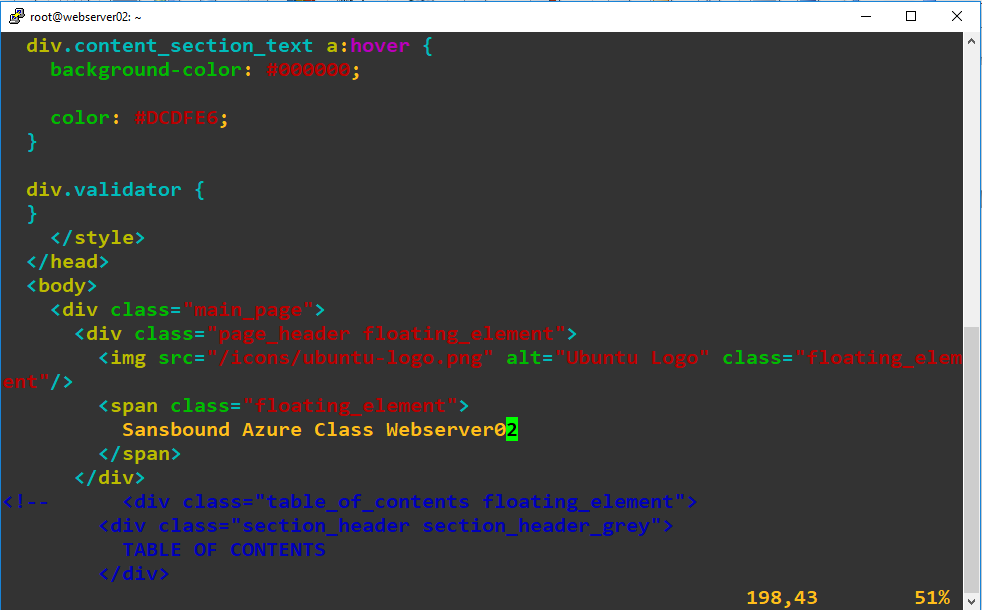 root@webserver02: ~
div.content_section_text a:hover {
background-color: #000000;
color: #DCDFE6;
}
div.validator {
}
</style>
</head>
<body>
<div class="main_page">
<div class="page_header floating_element">
<img src="/icons/ubuntu-logo.png" alt="Ubuntu Logo" class="floating_elem
ent"/>
<span class="floating_element">
Sansbound Azure Class Webserver02
</span>
</div>
<!--      <div class="table_of_contents floating_element">
<div class="section_header section_header_grey">
TABLE OF CONTENTS
</div>
198,43 51%